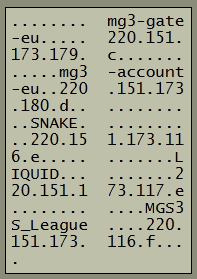 ........  mg3-gate
-eu.....  220.151.
173.179.  c.......
.....mg3  -account
-eu..220  .151.173
.180.d..  ........
..SNAKE.  ........
...220.15  1.173.11
6.e.....  .......L
IQUID...  .......2
20.151.1  73.117.e
........  ....MGS3
S_League  ....220.
151.173.  116.f...
.